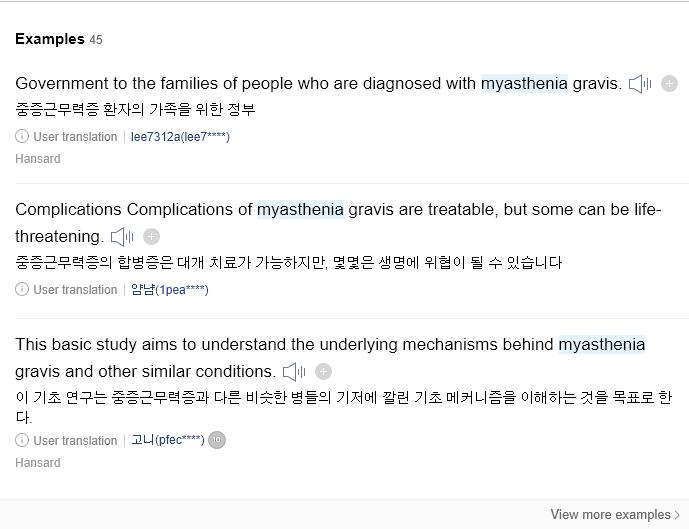 Examples 45
Government to the families of people who are diagnosed with myasthenia gravis.
중증근무력증 환자의 가족을 위한 정부
User translation | lee7312a(lee7****)
Hansard
Complications Complications of myasthenia gravis are treatable, but some can be life-
threatening.
중증근무력증의 합병증은 대개 치료가 가능하지만, 몇몇은 생명에 위협이 될 수 있습니다
User translation | 얌냠(1pea****)
This basic study aims to understand the underlying mechanisms behind myasthenia
gravis and other similar conditions.
이 기초 연구는 중증근무력증과 다른 비슷한 병들의 기저에 깔린 기초 메커니즘을 이해하는 것을 목표로 한
다.
User translation | 고니(pfec****) 10
Hansard
View more examples